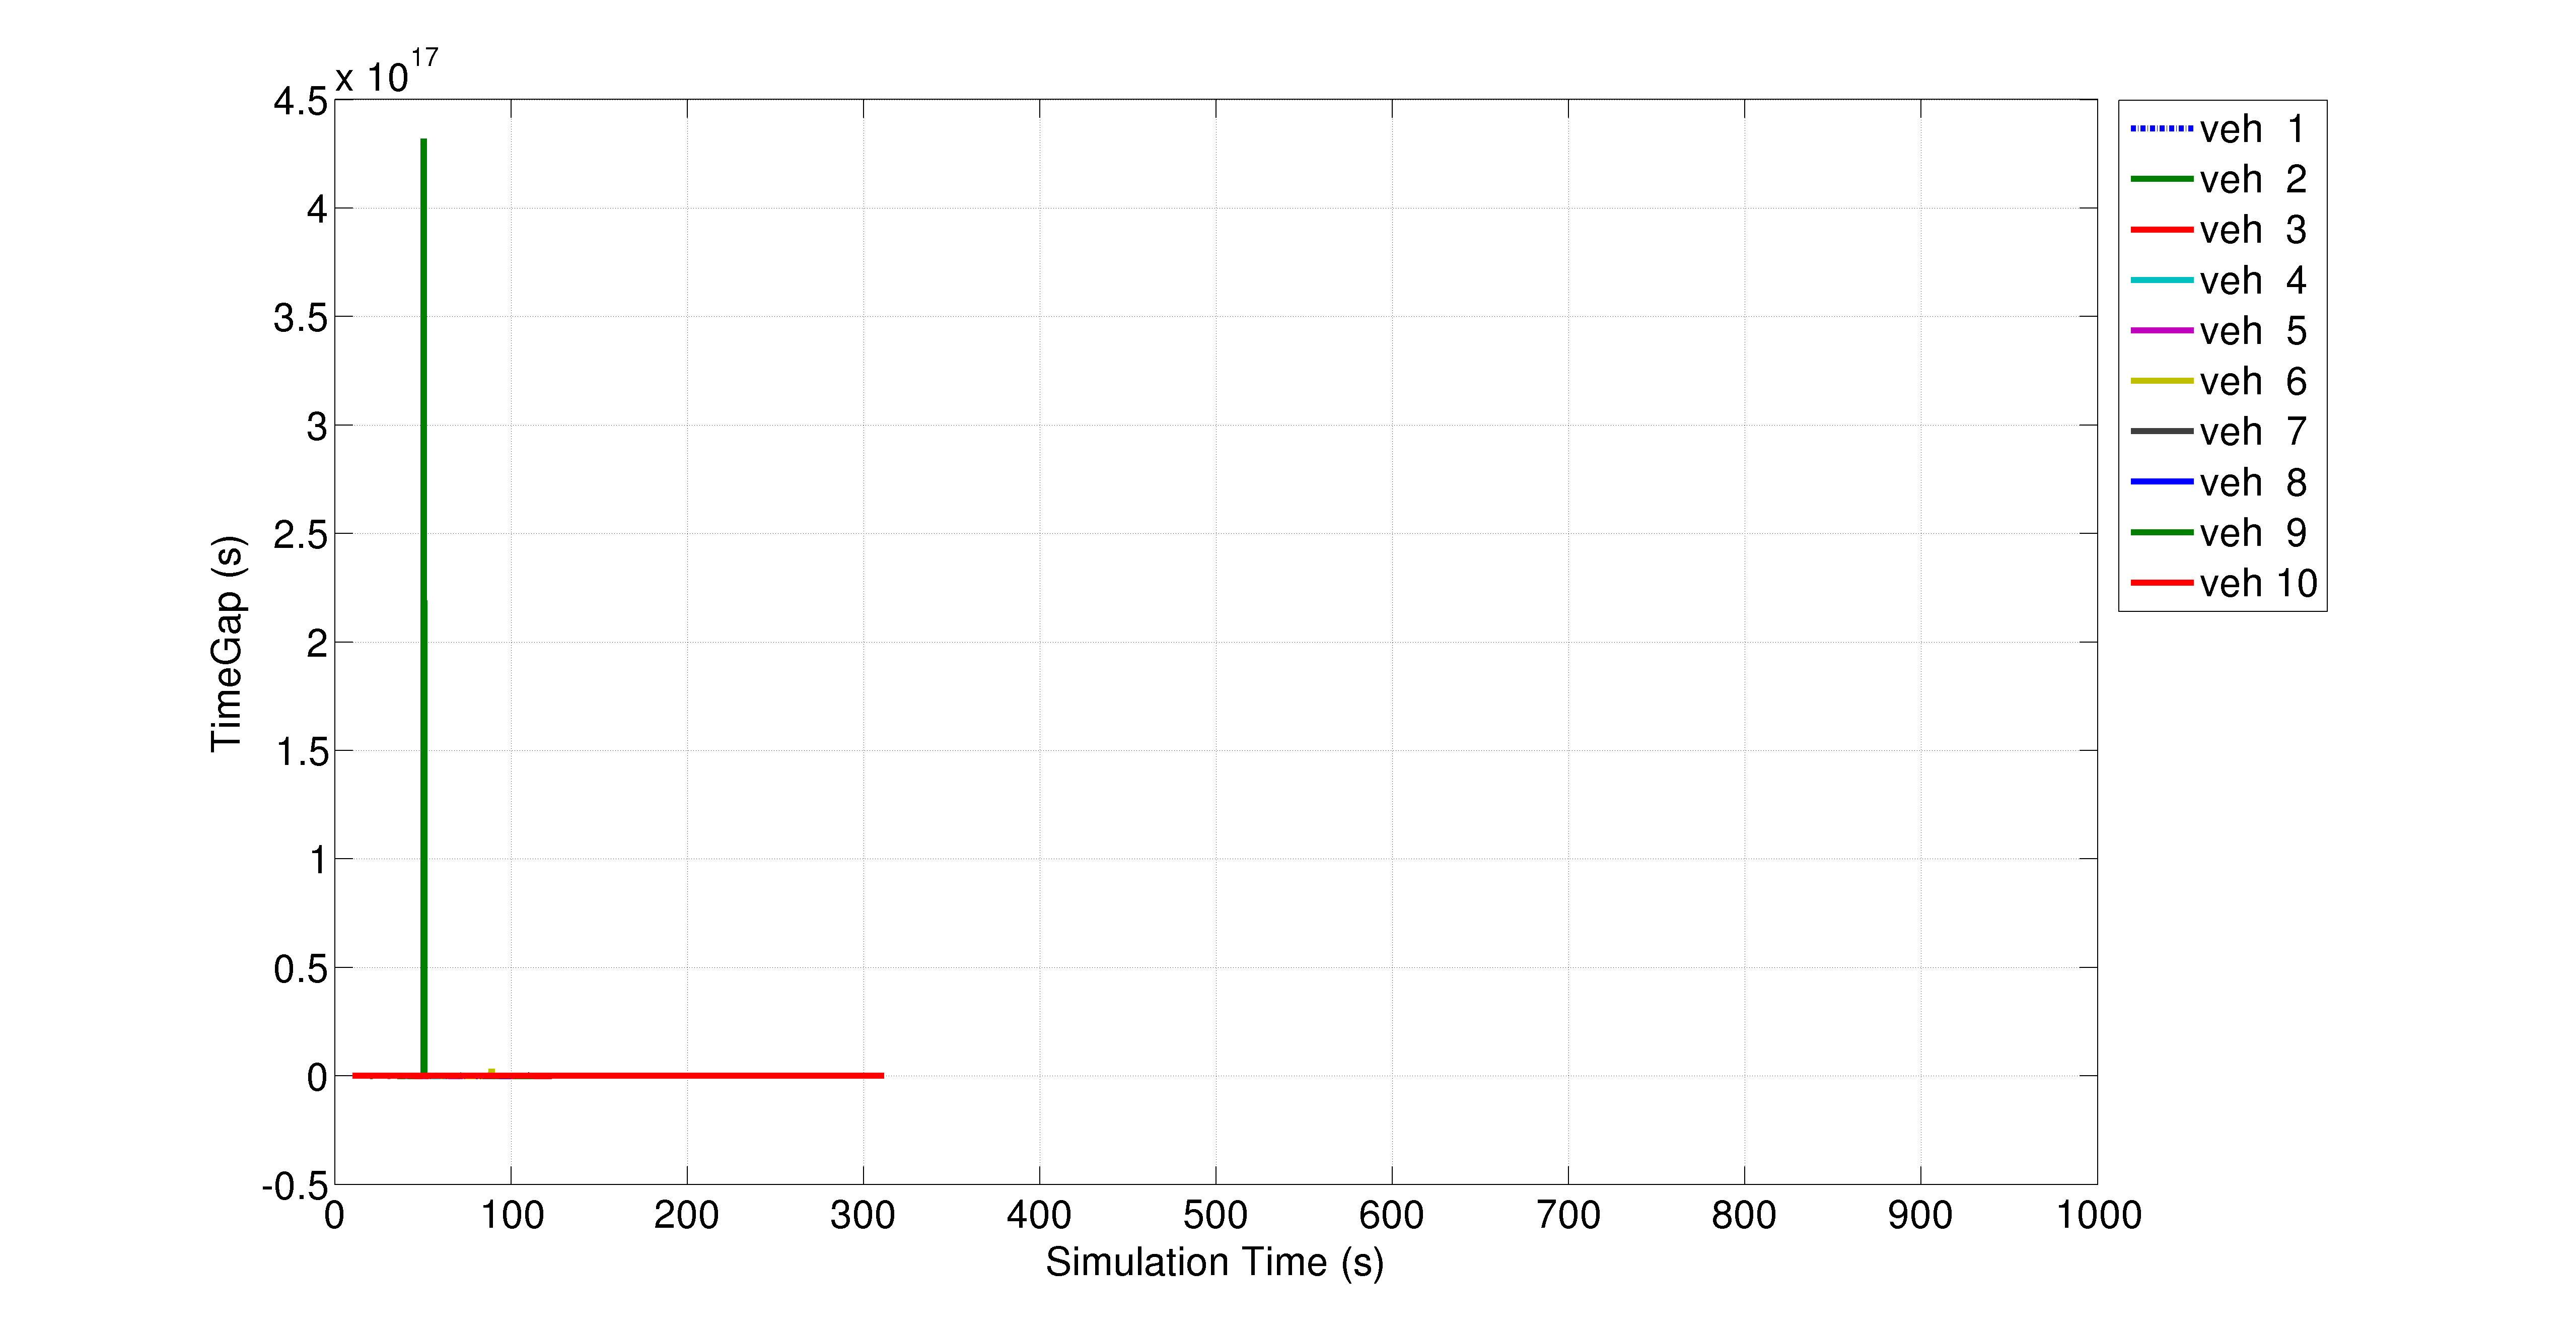 x 10^17
4.5
4
3.5
3
2.5
2
1.5
1
0.5
0
-0.5
TimeGap (s)
0 100 200 300 400 500 600 700 800 900 1000
Simulation Time (s)
veh 1
veh 2
veh 3
veh 4
veh 5
veh 6
veh 7
veh 8
veh 9
veh 10